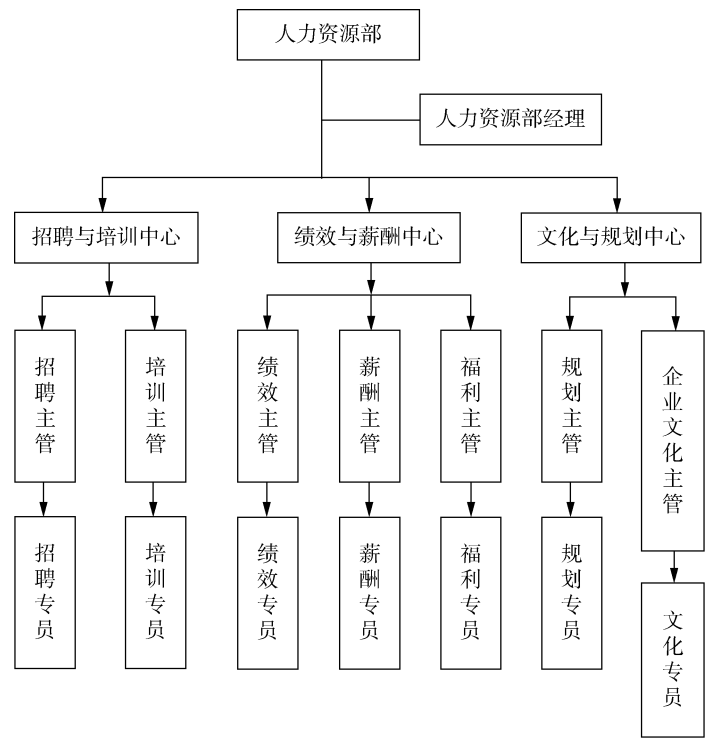 人力资源部
人力资源部经理
招聘与培训中心
绩效与薪酬中心
文化与规划中心
招聘主管
培训主管
绩效主管
薪酬主管
福利主管
规划主管
企业文化主管
招聘专员
培训专员
绩效专员
薪酬专员
福利专员
规划专员
文化专员